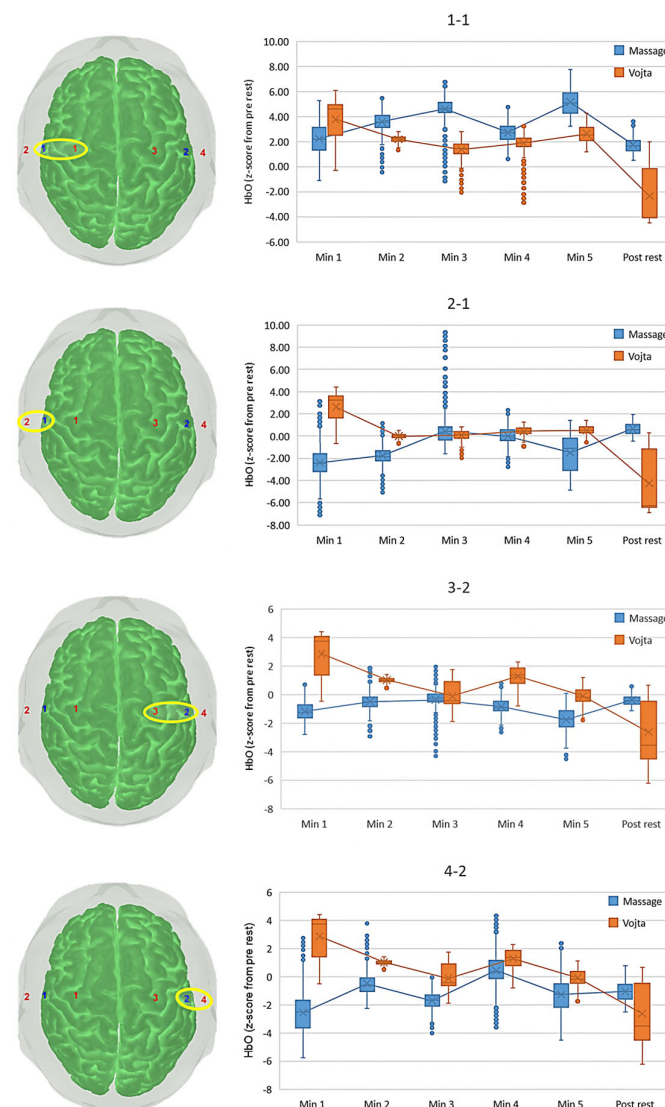 1-1
10.00
8.00
6.00
4.00
2.00
0.00
-2.00
-4.00
-6.00
HbO (z-score from pre rest)
Massage
Vojta
Min 1 Min 2 Min 3 Min 4 Min 5 Post rest
2 1 1 3 2 4
2-1
10.00
8.00
6.00
4.00
2.00
0.00
-2.00
-4.00
-6.00
-8.00
HbO (z-score from pre rest)
Massage
Vojta
Min 1 Min 2 Min 3 Min 4 Min 5 Post rest
2 1 1 3 2 4
3-2
6
4
2
0
-2
-4
-6
-8
HbO (z-score from pre rest)
Massage
Vojta
Min 1 Min 2 Min 3 Min 4 Min 5 Post rest
2 1 1 3 2 4
4-2
6
4
2
0
-2
-4
-6
-8
HbO (z-score from pre rest)
Massage
Vojta
Min 1 Min 2 Min 3 Min 4 Min 5 Post rest
2 1 1 3 2 4